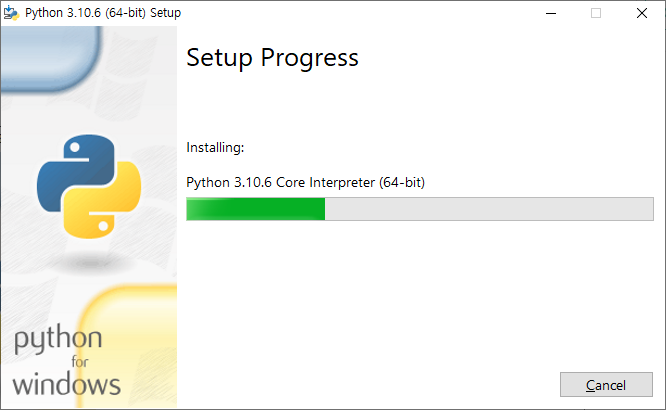 Python 3.10.6 (64-bit) Setup
Setup Progress
Installing:
Python 3.10.6 Core Interpreter (64-bit)
python
for
windows
Cancel